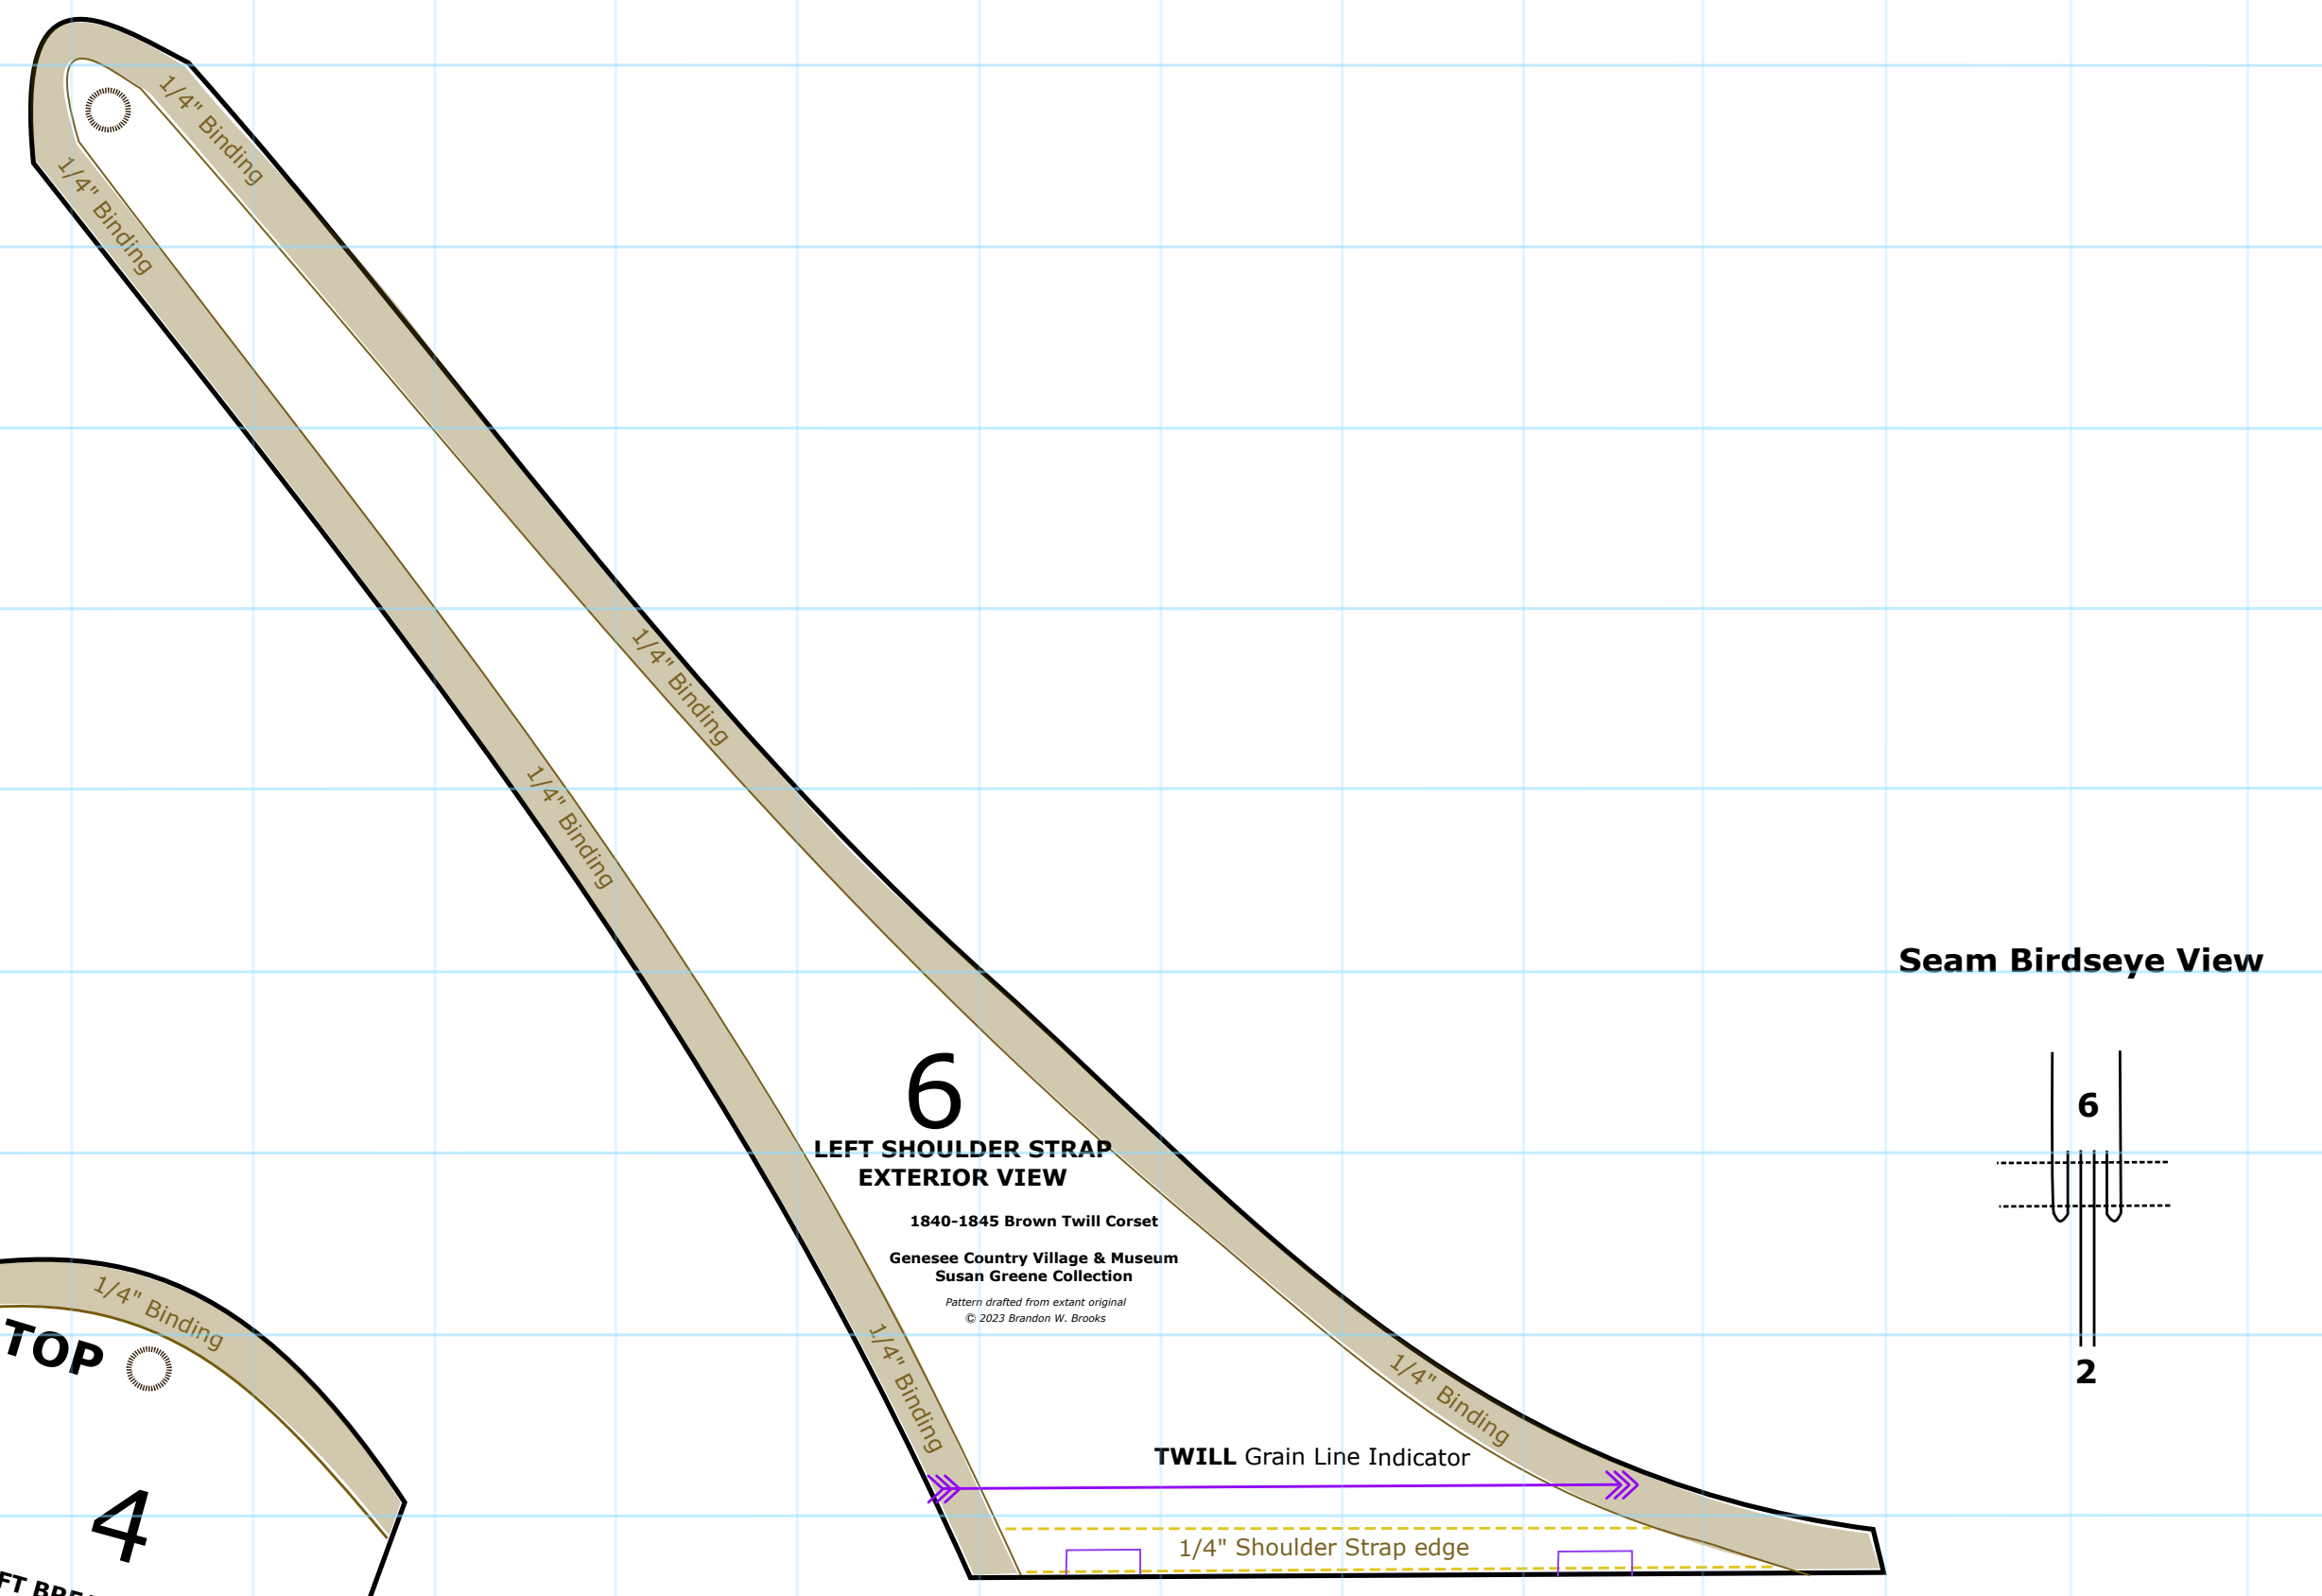 1/4" Binding
1/4" Binding
1/4" Binding
1/4" Binding
Seam Birdseye View
6
6
LEFT SHOULDER STRAP
EXTERIOR VIEW
1840-1845 Brown Twill Corset
Genesee Country Village & Museum
Susan Greene Collection
Pattern drafted from extant original
© 2023 Brandon W. Brooks
1/4" Binding
TOP
1/4" Binding
1/4" Binding
2
TWILL Grain Line Indicator
4
1/4" Shoulder Strap edge